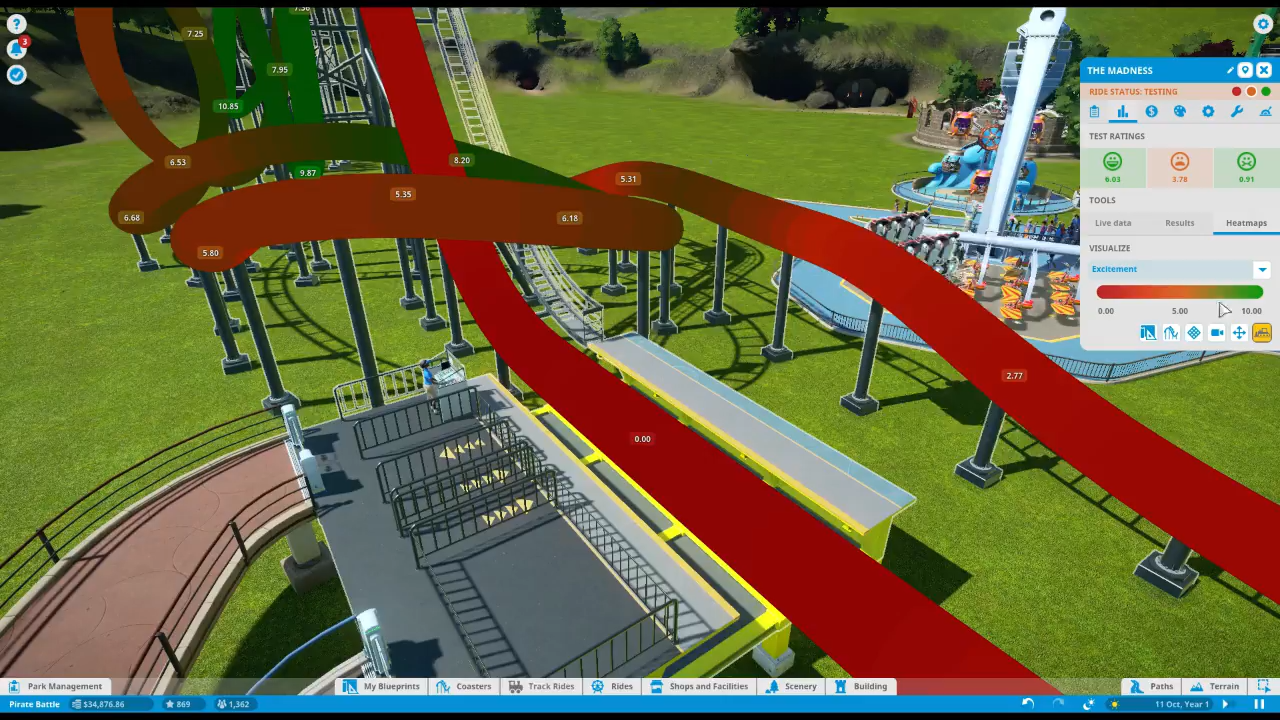 ?
3
7.25
7.95
10.85
6.53
9.87
8.20
6.68
5.80
5.35
5.31
6.18
2.77
0.00
THE MADNESS
RIDE STATUS: TESTING
TEST RATINGS
6.03 3.78 0.91
TOOLS
Live data Results Heatmaps
VISUALIZE
Excitement
0.00 5.00 10.00
Park Management My Blueprints Coasters Track Rides Rides Shops and Facilities Scenery Building Paths Terrain
Pirate Battle $34,876.86 869 1,362 11 Oct, Year 1